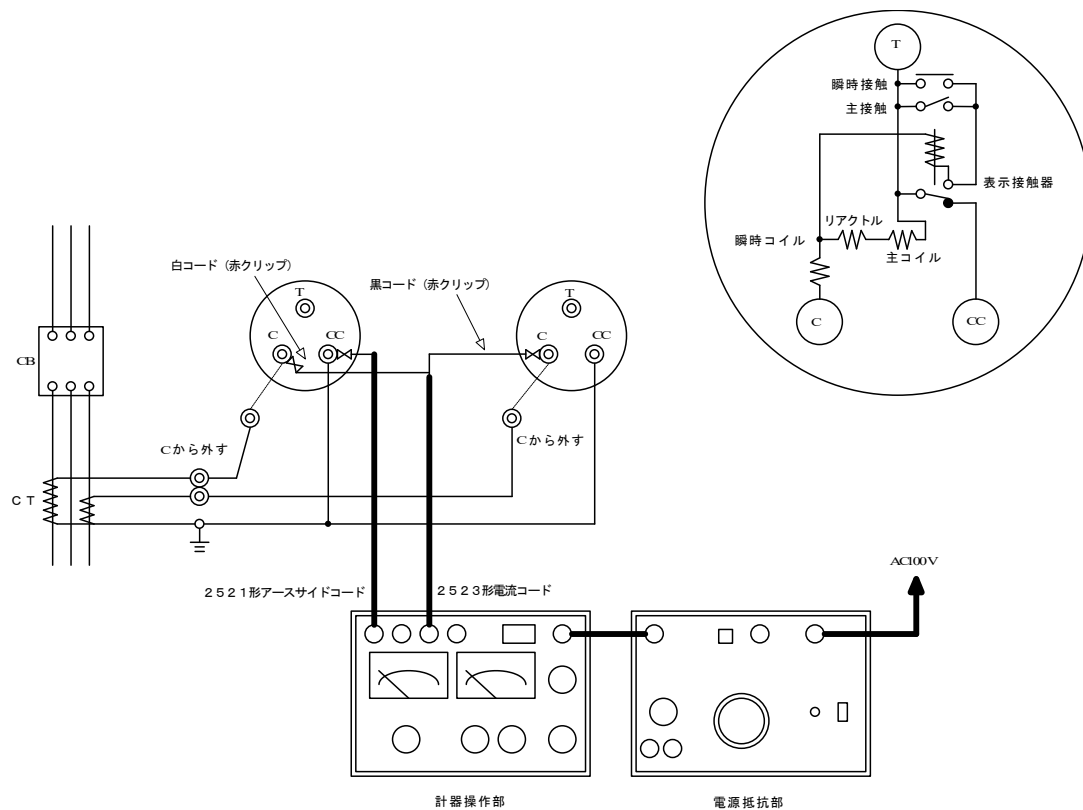 T
瞬時接触
主接触
表示接触器
リアクトル
瞬時コイル
主コイル
C
CC
白コード（赤クリップ）
黒コード（赤クリップ）
T
C
CC
T
C
CC
CB
Cから外す
Cから外す
ＣＴ
AC100V
２５２１形アースサイドコード
２５２３形電流コード
計器操作部
電源抵抗部